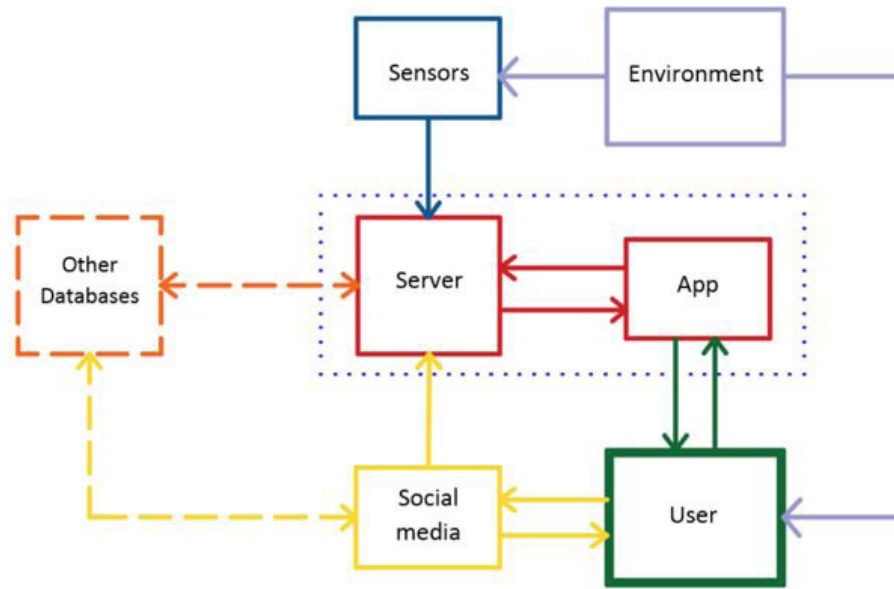 Sensors
Environment
Other
Databases
Server
App
Social
media
User